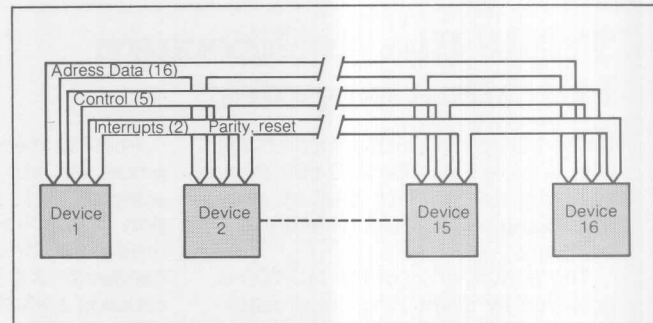 Adress Data (16)
Control (5)
Interrupts (2) Parity, reset
Device
1
Device
2
Device
15
Device
16